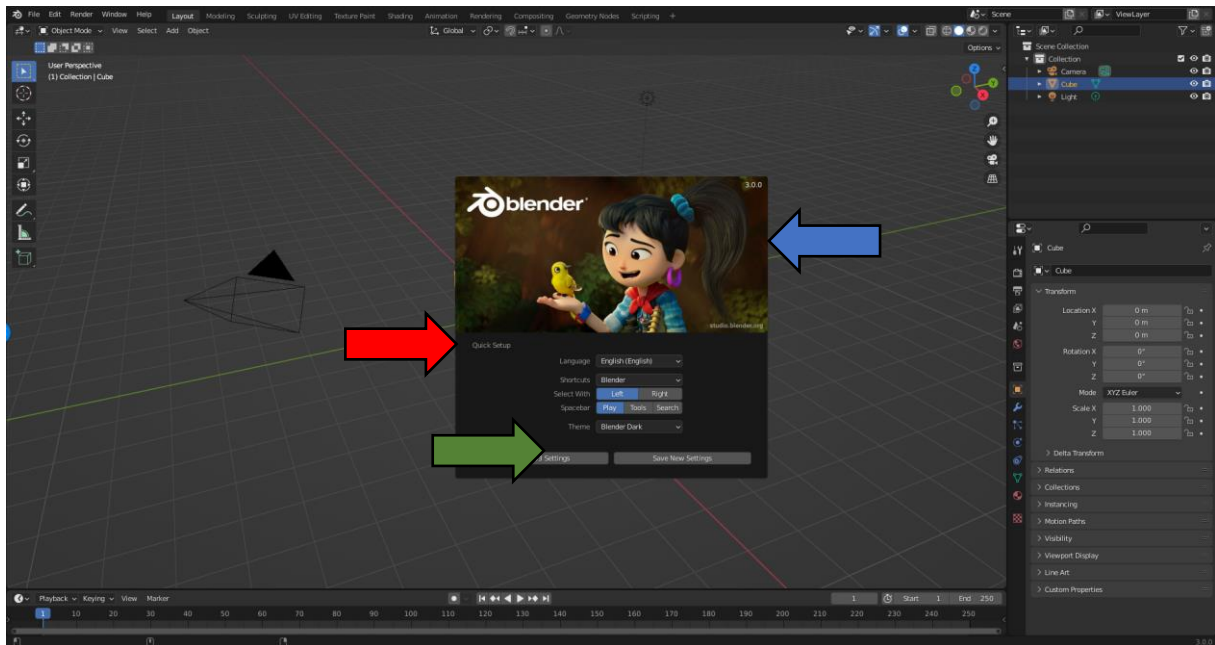 File Edit Render Window Help Layout Modeling Sculpting UV Editing Texture Paint Shading Animation Rendering Compositing Geometry Nodes Scripting + Scene ViewLayer
Object Mode View Select Add Object Global
Options
User Perspective
(1) Collection | Cube
Scene Collection
Collection
Camera
Cube
Light
X
Y
Z
blender
3.0.0
studio.blender.org
Quick Setup
Language English (English)
Shortcuts Blender
Select With Left Right
Spacebar Play Tools Search
Theme Blender Dark
Settings Save New Settings
Cube
Cube
Transform
Location X 0 m
Y 0 m
Z 0 m
Rotation X 0°
Y 0°
Z 0°
Mode XYZ Euler
Scale X 1.000
Y 1.000
Z 1.000
Delta Transform
Relations
Collections
Instancing
Motion Paths
Visibility
Viewport Display
Line Art
Custom Properties
Playback Keying View Marker 1 Start 1 End 250
1 10 20 30 40 50 60 70 80 90 100 110 120 130 140 150 160 170 180 190 200 210 220 230 240 250
3.0.0